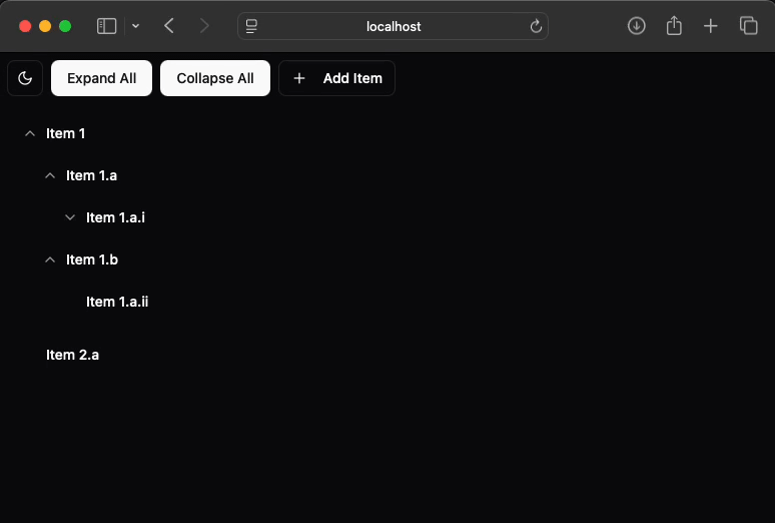 localhost
Expand All Collapse All Add Item
Item 1
Item 1.a
Item 1.a.i
Item 1.b
Item 1.a.ii
Item 2.a